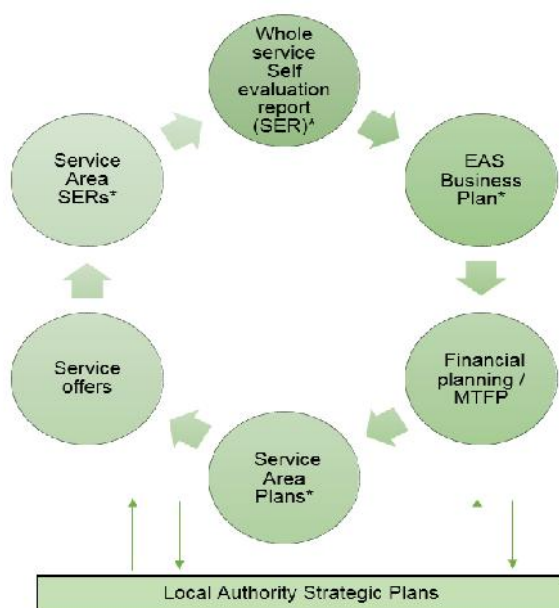 Whole
service
Self
evaluation
report
(SER)*
EAS
Business
Plan*
Financial
planning /
MTFP
Service
Area
Plans*
Service
offers
Service
Area
SERs*
Local Authority Strategic Plans